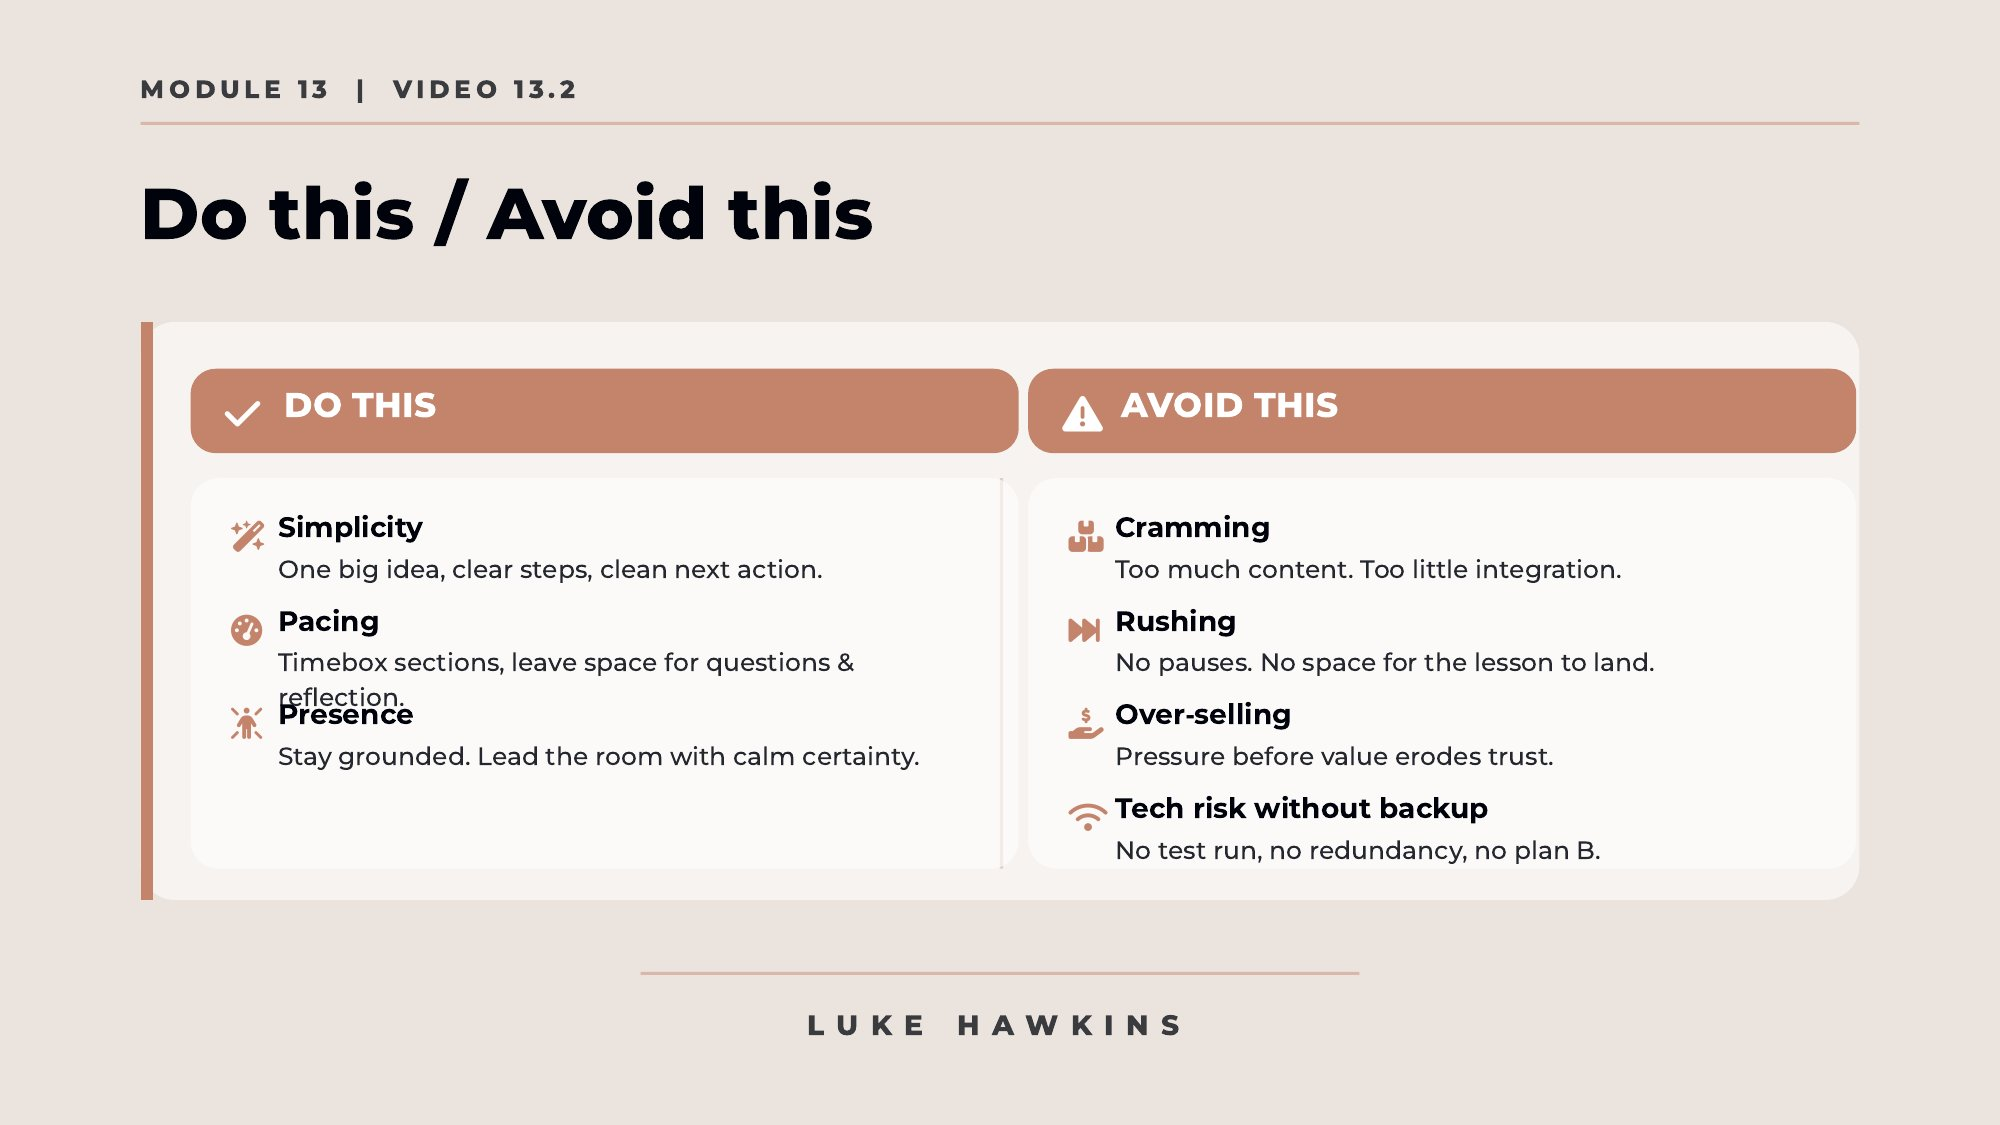 MODULE 13 | VIDEO 13.2
Do this / Avoid this
DO THIS
Simplicity
One big idea, clear steps, clean next action.
Pacing
Timebox sections, leave space for questions &
reflection.
Presence
Stay grounded. Lead the room with calm certainty.
AVOID THIS
Cramming
Too much content. Too little integration.
Rushing
No pauses. No space for the lesson to land.
Over-selling
Pressure before value erodes trust.
Tech risk without backup
No test run, no redundancy, no plan B.
LUKE HAWKINS